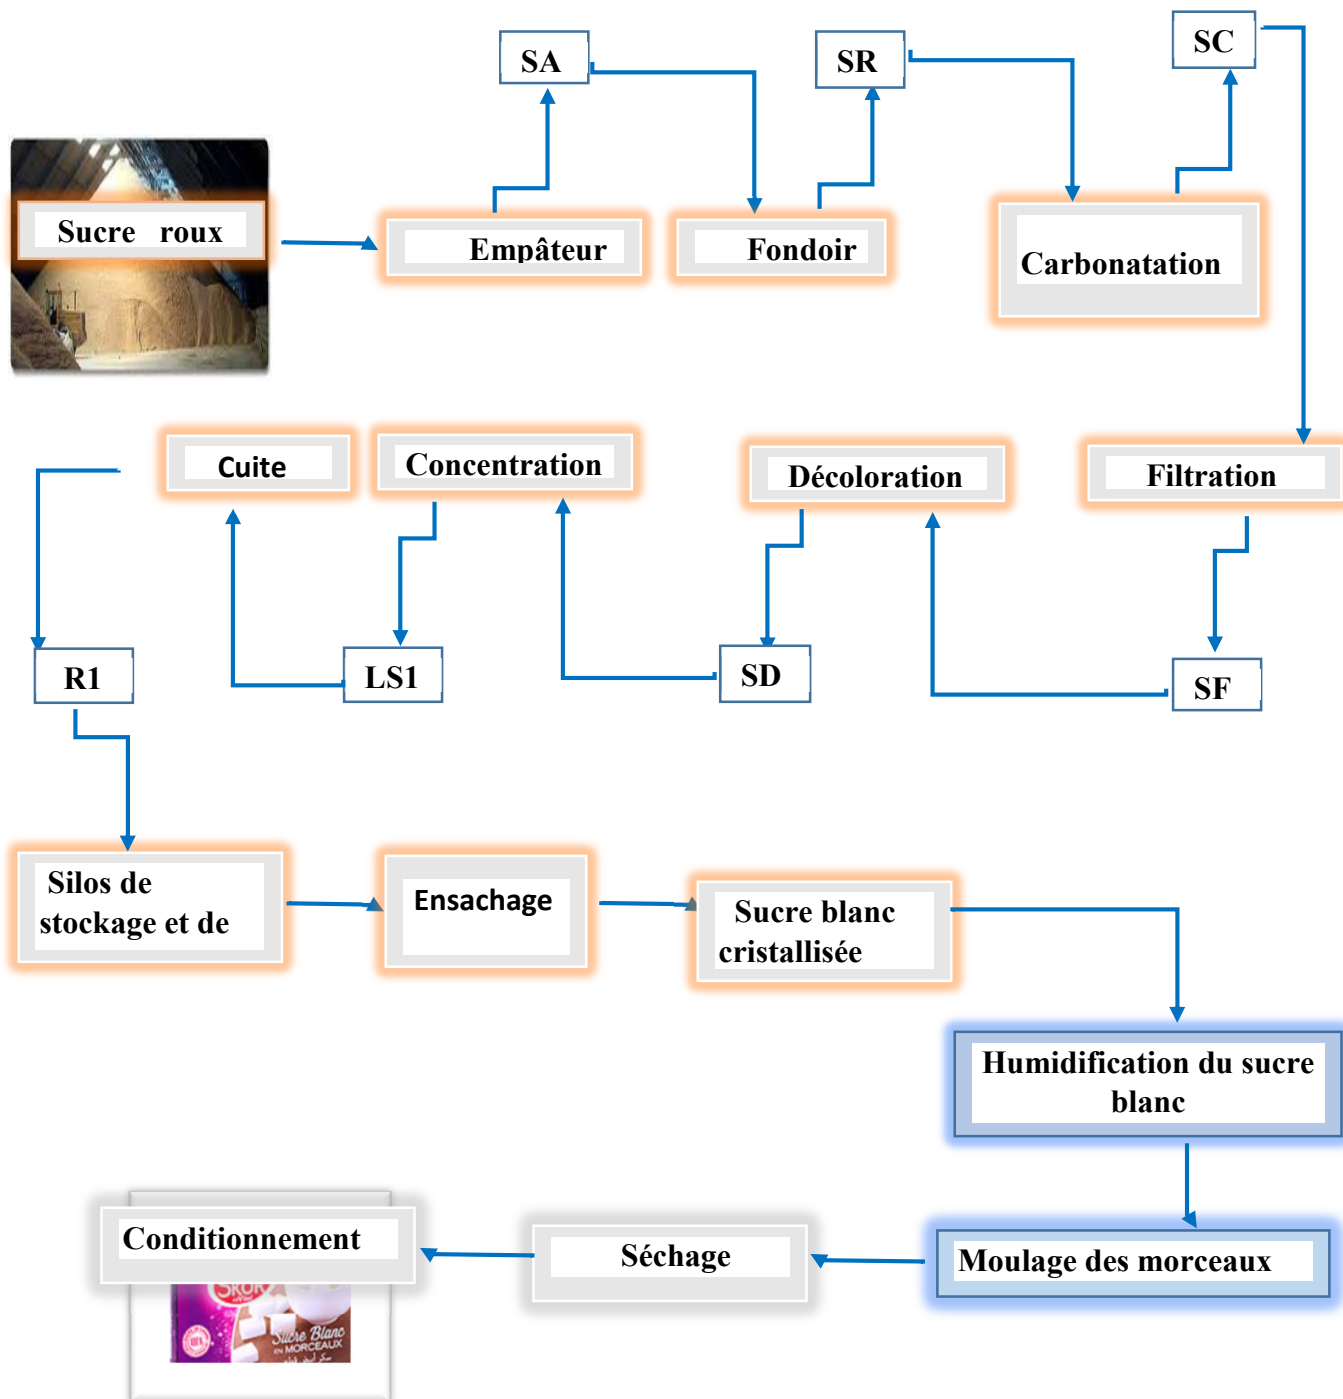 SA
SR
SC
Sucre roux
Empâteur
Fondoir
Carbonatation
Cuite
Concentration
Décoloration
Filtration
R1
LS1
SD
SF
Silos de
stockage et de
Ensachage
Sucre blanc
cristallisée
Humidification du sucre
blanc
Conditionnement
Séchage
Moulage des morceaux
SKOR
Sucre Blanc
EN MORCEAUX